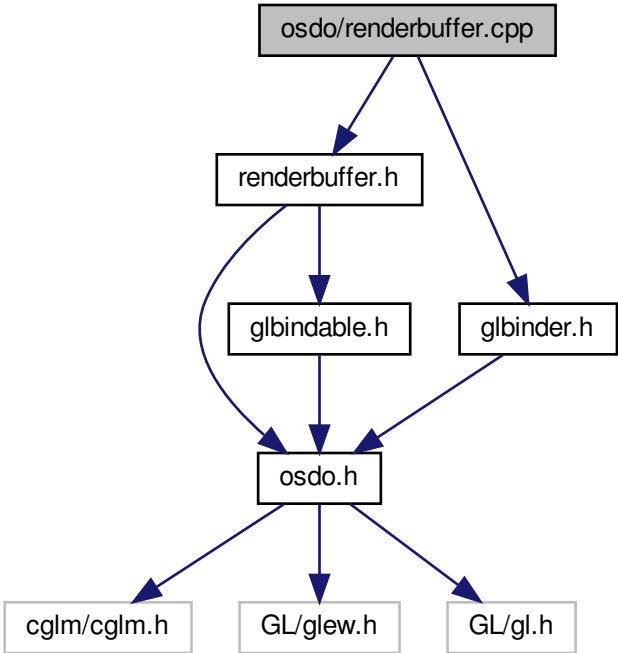 osdo/renderbuffer.cpp
renderbuffer.h
glbindable.h
glbinder.h
osdo.h
cglm/cglm.h
GL/glew.h
GL/gl.h